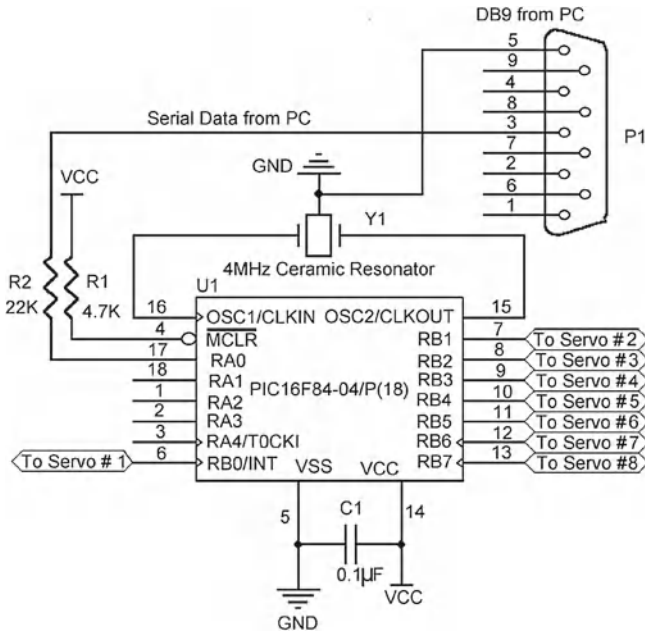 DB9 from PC
5
9
4
8
3
7
2
6
1
P1
Serial Data from PC
GND
VCC
Y1
4MHz Ceramic Resonator
R2
22K
R1
4.7K
U1
16
OSC1/CLKIN
OSC2/CLKOUT
15
4
MCLR
RB1
7
To Servo #2
17
RA0
RB2
8
To Servo #3
18
RA1
PIC16F84-04/P(18)
RB3
9
To Servo #4
1
RA2
RB4
10
To Servo #5
2
RA3
RB5
11
To Servo #6
3
RA4/T0CKI
RB6
12
To Servo #7
To Servo # 1
6
RB0/INT
VSS
VCC
RB7
13
To Servo #8
5
C1
14
0.1µF
VCC
GND